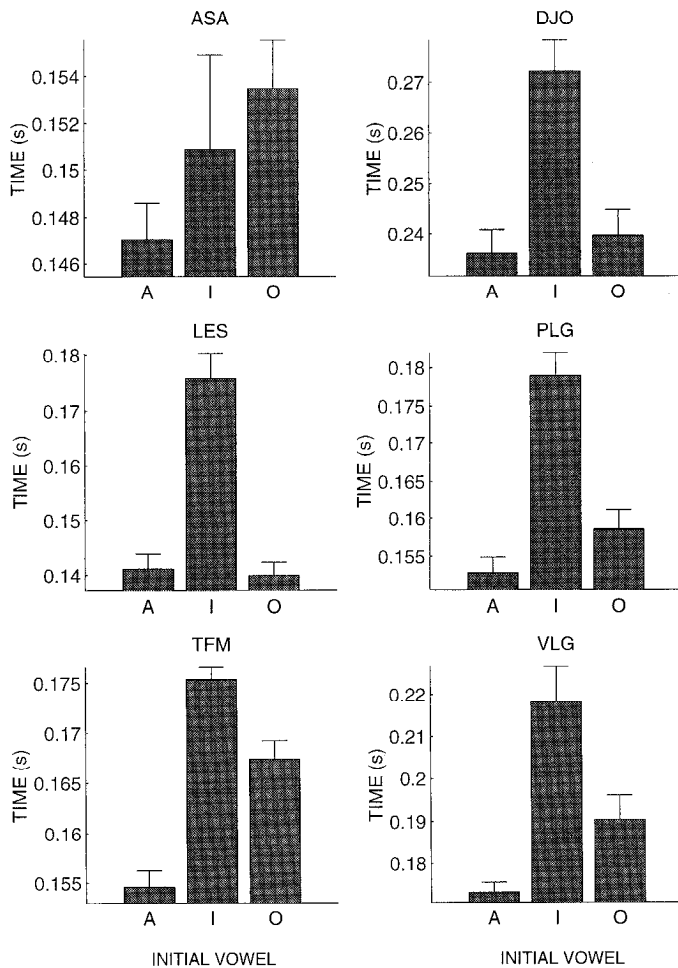 ASA
TIME (s)
0.154
0.152
0.15
0.148
0.146
A I O
DJO
TIME (s)
0.27
0.26
0.25
0.24
A I O
LES
TIME (s)
0.18
0.17
0.16
0.15
0.14
A I O
PLG
TIME (s)
0.18
0.175
0.17
0.165
0.16
0.155
A I O
TFM
TIME (s)
0.175
0.17
0.165
0.16
0.155
A I O
INITIAL VOWEL
VLG
TIME (s)
0.22
0.21
0.2
0.19
0.18
A I O
INITIAL VOWEL